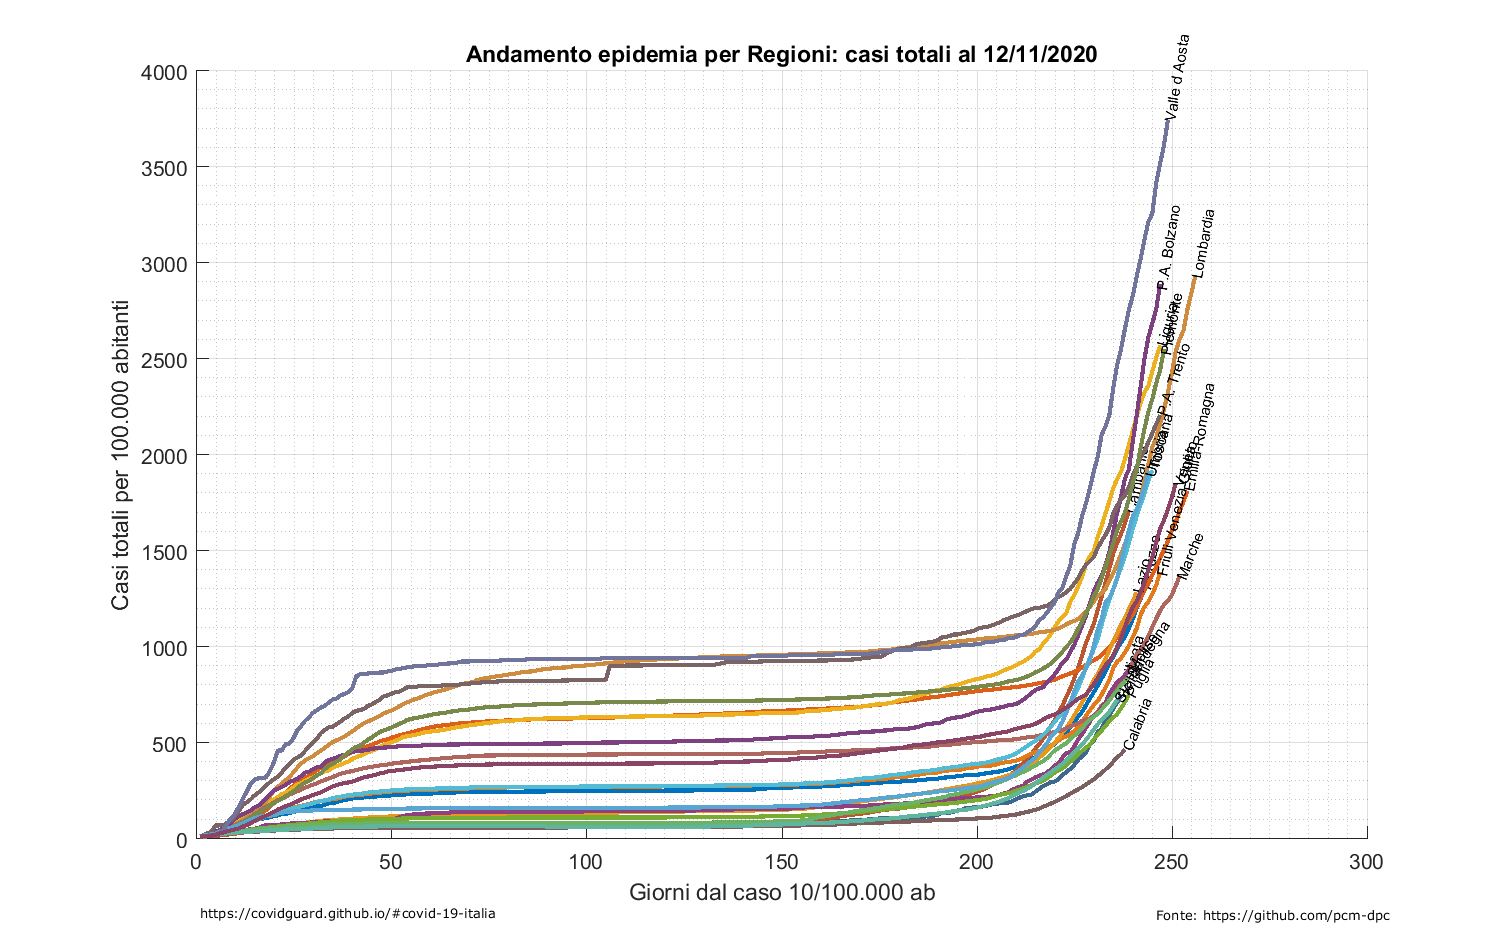 Andamento epidemia per Regioni: casi totali al 12/11/2020
Casi totali per 100.000 abitanti
4000
3500
3000
2500
2000
1500
1000
500
0
0
50
100
150
200
250
300
Giorni dal caso 10/100.000 ab
Valle d Aosta
P.A. Bolzano
Lombardia
Liguria
Piemonte
P.A. Trento
Toscana
Campania
Veneto
Emilia-Romagna
Friuli Venezia
Marche
Lazio
Puglia
Calabria
https://covidguard.github.io/#covid-19-italia
Fonte: https://github.com/pcm-dpc